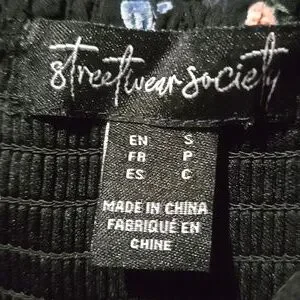 streetwear society
EN S
FR P
ES C
MADE IN CHINA
FABRIQUÉ EN
CHINE